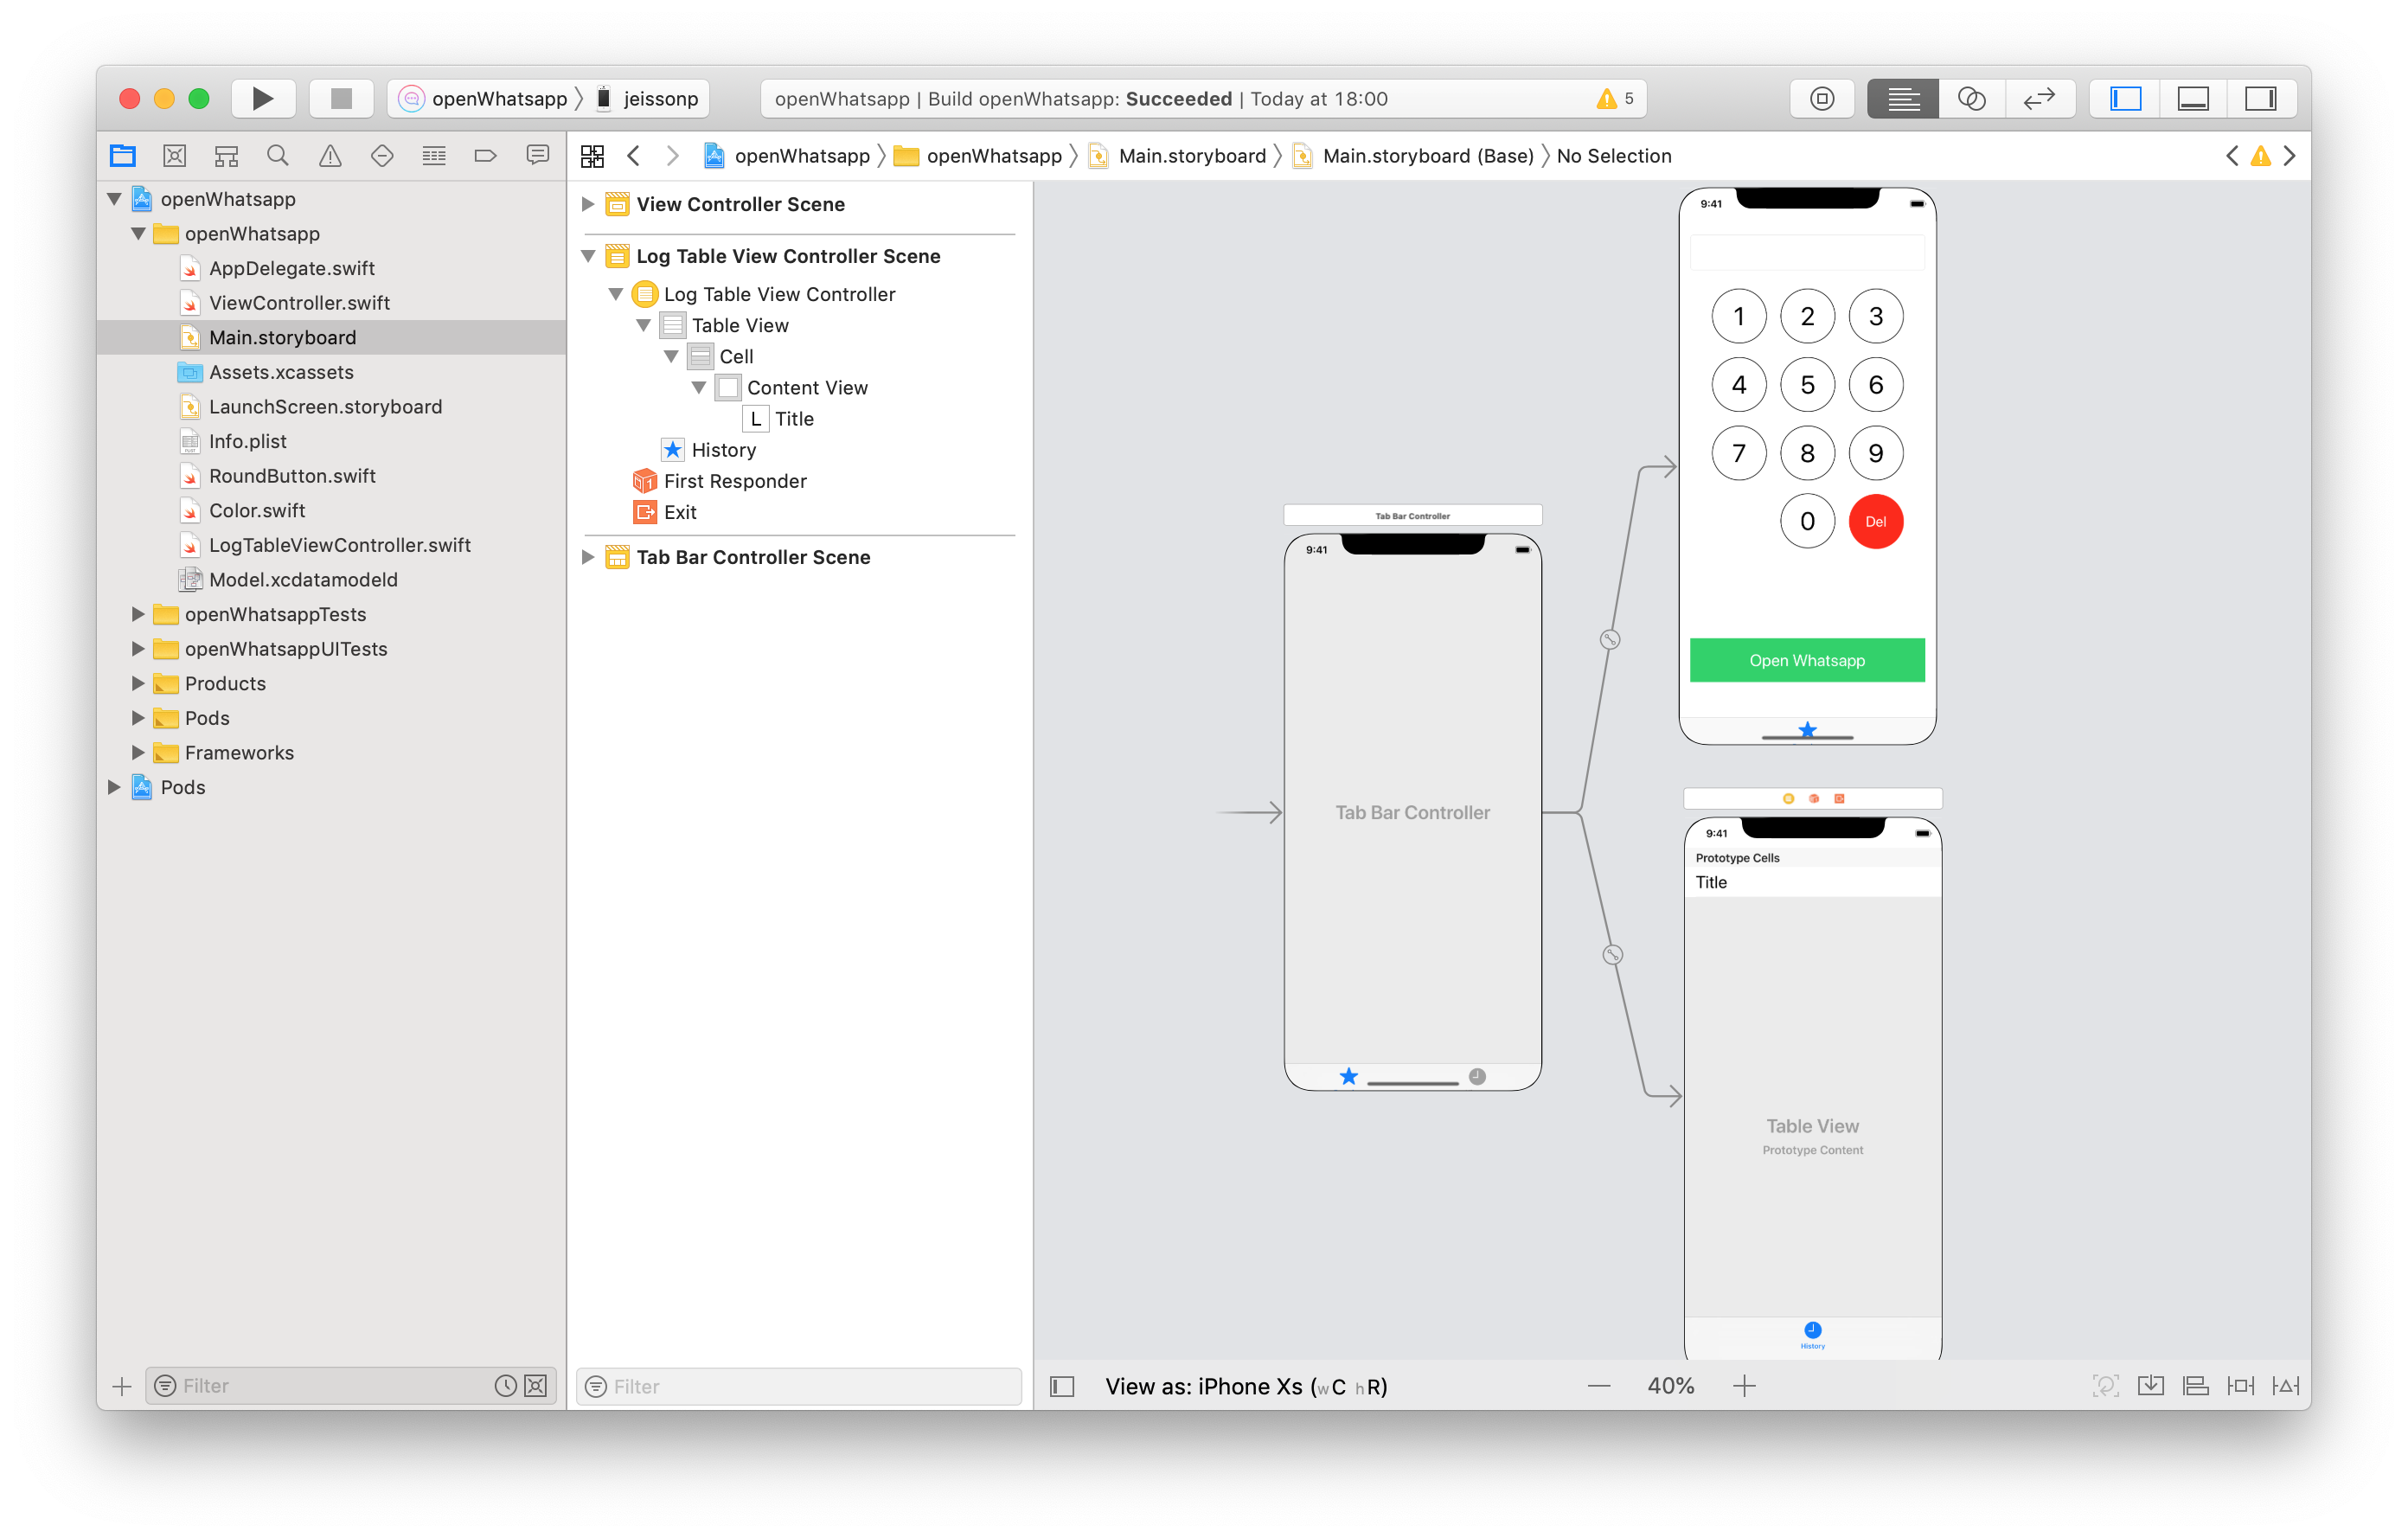 openWhatsapp 〉 jeissonp
openWhatsapp | Build openWhatsapp: Succeeded | Today at 18:00
5
openWhatsapp 〉 openWhatsapp 〉 Main.storyboard 〉 Main.storyboard (Base) 〉 No Selection
openWhatsapp
openWhatsapp
AppDelegate.swift
ViewController.swift
Main.storyboard
Assets.xcassets
LaunchScreen.storyboard
Info.plist
RoundButton.swift
Color.swift
LogTableViewController.swift
Model.xcdatamodeld
openWhatsappTests
openWhatsappUITests
Products
Pods
Frameworks
Pods
Filter
View Controller Scene
Log Table View Controller Scene
Log Table View Controller
Table View
Cell
Content View
L Title
History
First Responder
Exit
Tab Bar Controller Scene
Filter
Tab Bar Controller
9:41
Tab Bar Controller
9:41
1 2 3
4 5 6
7 8 9
0 Del
Open Whatsapp
9:41
Prototype Cells
Title
Table View
Prototype Content
History
View as: iPhone Xs (wC hR)
40%